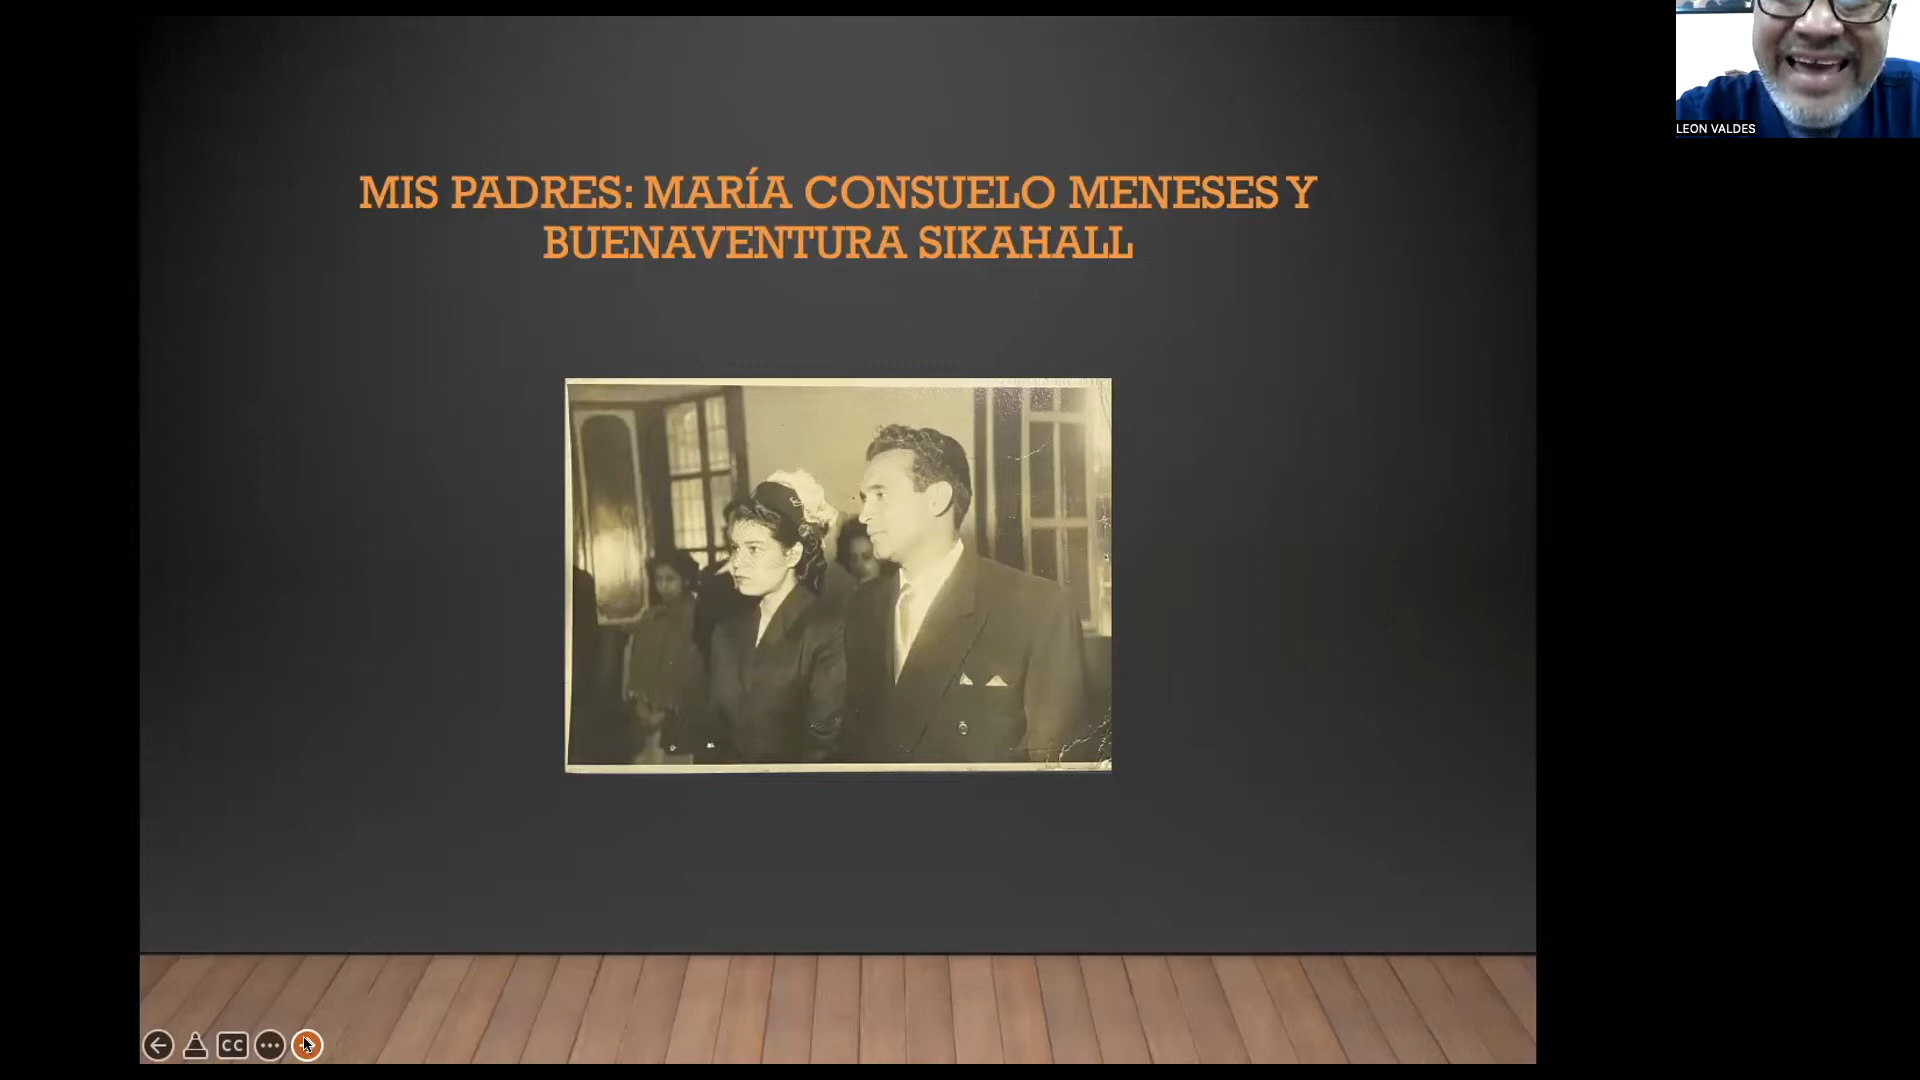 MIS PADRES: MARÍA CONSUELO MENESES Y
BUENAVENTURA SIKAHALL
LEON VALDES
CC